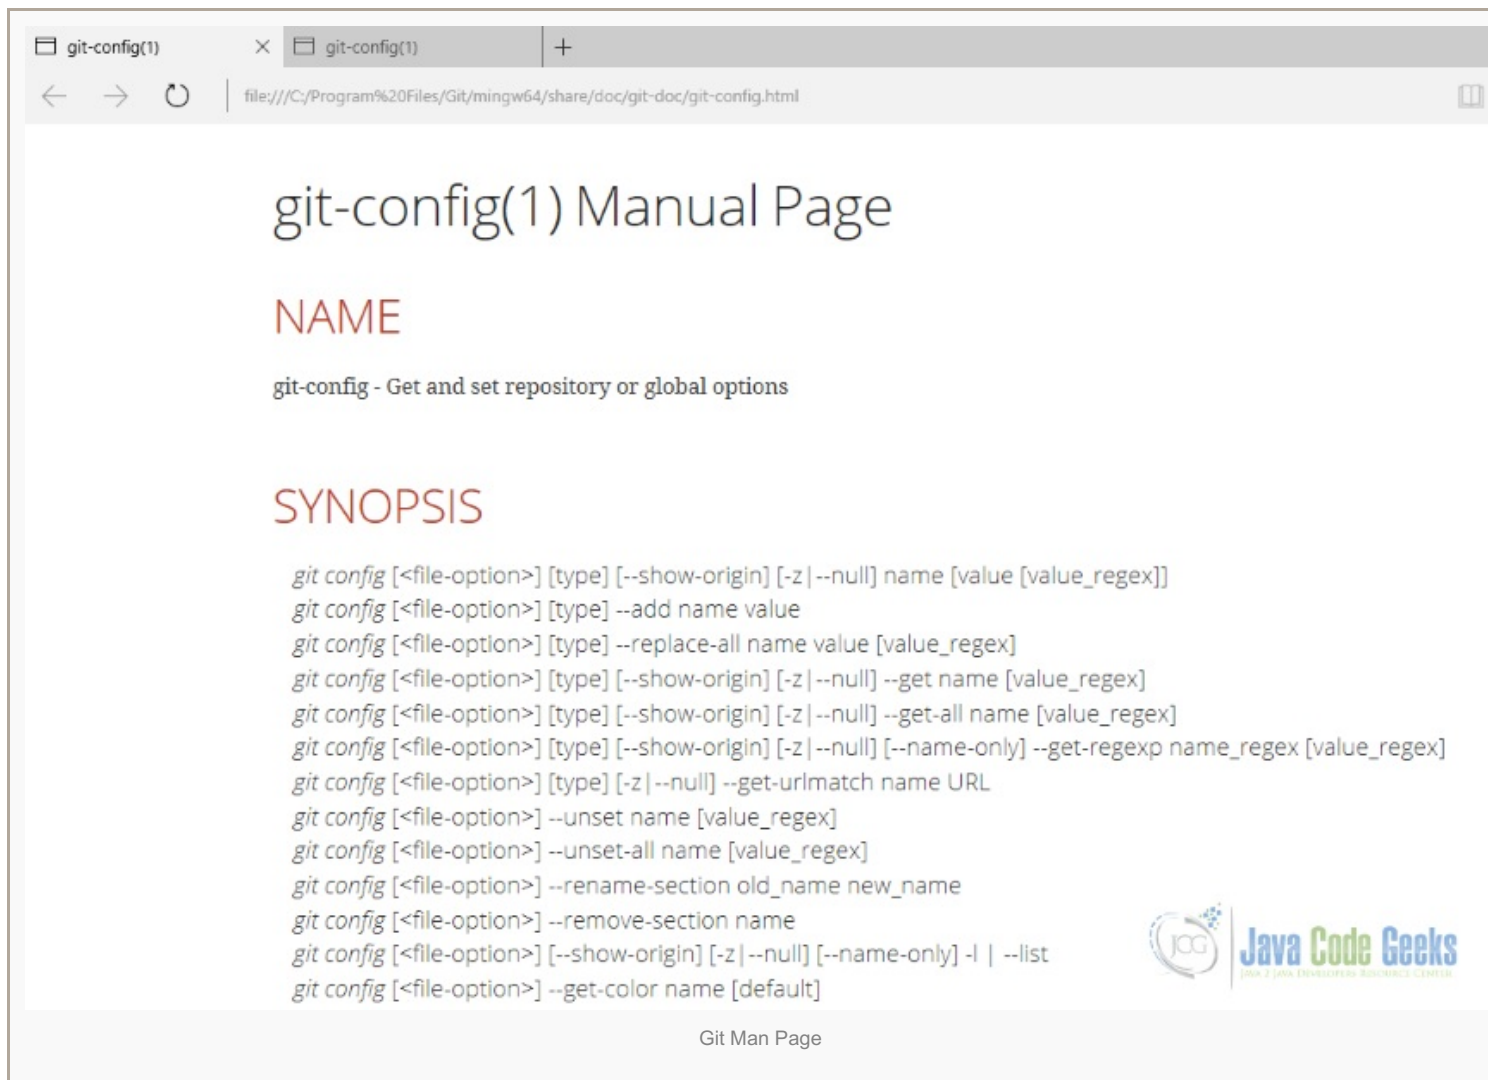 git-config(1)
git-config(1)
file:///C:/Program%20Files/Git/mingw64/share/doc/git-doc/git-config.html
git-config(1) Manual Page
NAME
git-config - Get and set repository or global options
SYNOPSIS
git config [<file-option>] [type] [--show-origin] [-z|--null] name [value [value_regex]]
git config [<file-option>] [type] --add name value
git config [<file-option>] [type] --replace-all name value [value_regex]
git config [<file-option>] [type] [--show-origin] [-z|--null] --get name [value_regex]
git config [<file-option>] [type] [--show-origin] [-z|--null] --get-all name [value_regex]
git config [<file-option>] [type] [--show-origin] [-z|--null] [--name-only] --get-regexp name_regex [value_regex]
git config [<file-option>] [type] [-z|--null] --get-urlmatch name URL
git config [<file-option>] --unset name [value_regex]
git config [<file-option>] --unset-all name [value_regex]
git config [<file-option>] --rename-section old_name new_name
git config [<file-option>] --remove-section name
git config [<file-option>] [--show-origin] [-z|--null] [--name-only] -l | --list
git config [<file-option>] --get-color name [default]
JCG
Java Code Geeks
JAVA 2 JAVA DEVELOPERS RESOURCE CENTER
Git Man Page